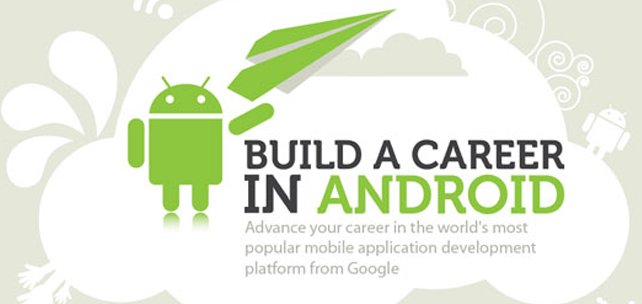 BUILD A CAREER
IN ANDROID
Advance your career in the world's most
popular mobile application development
platform from Google